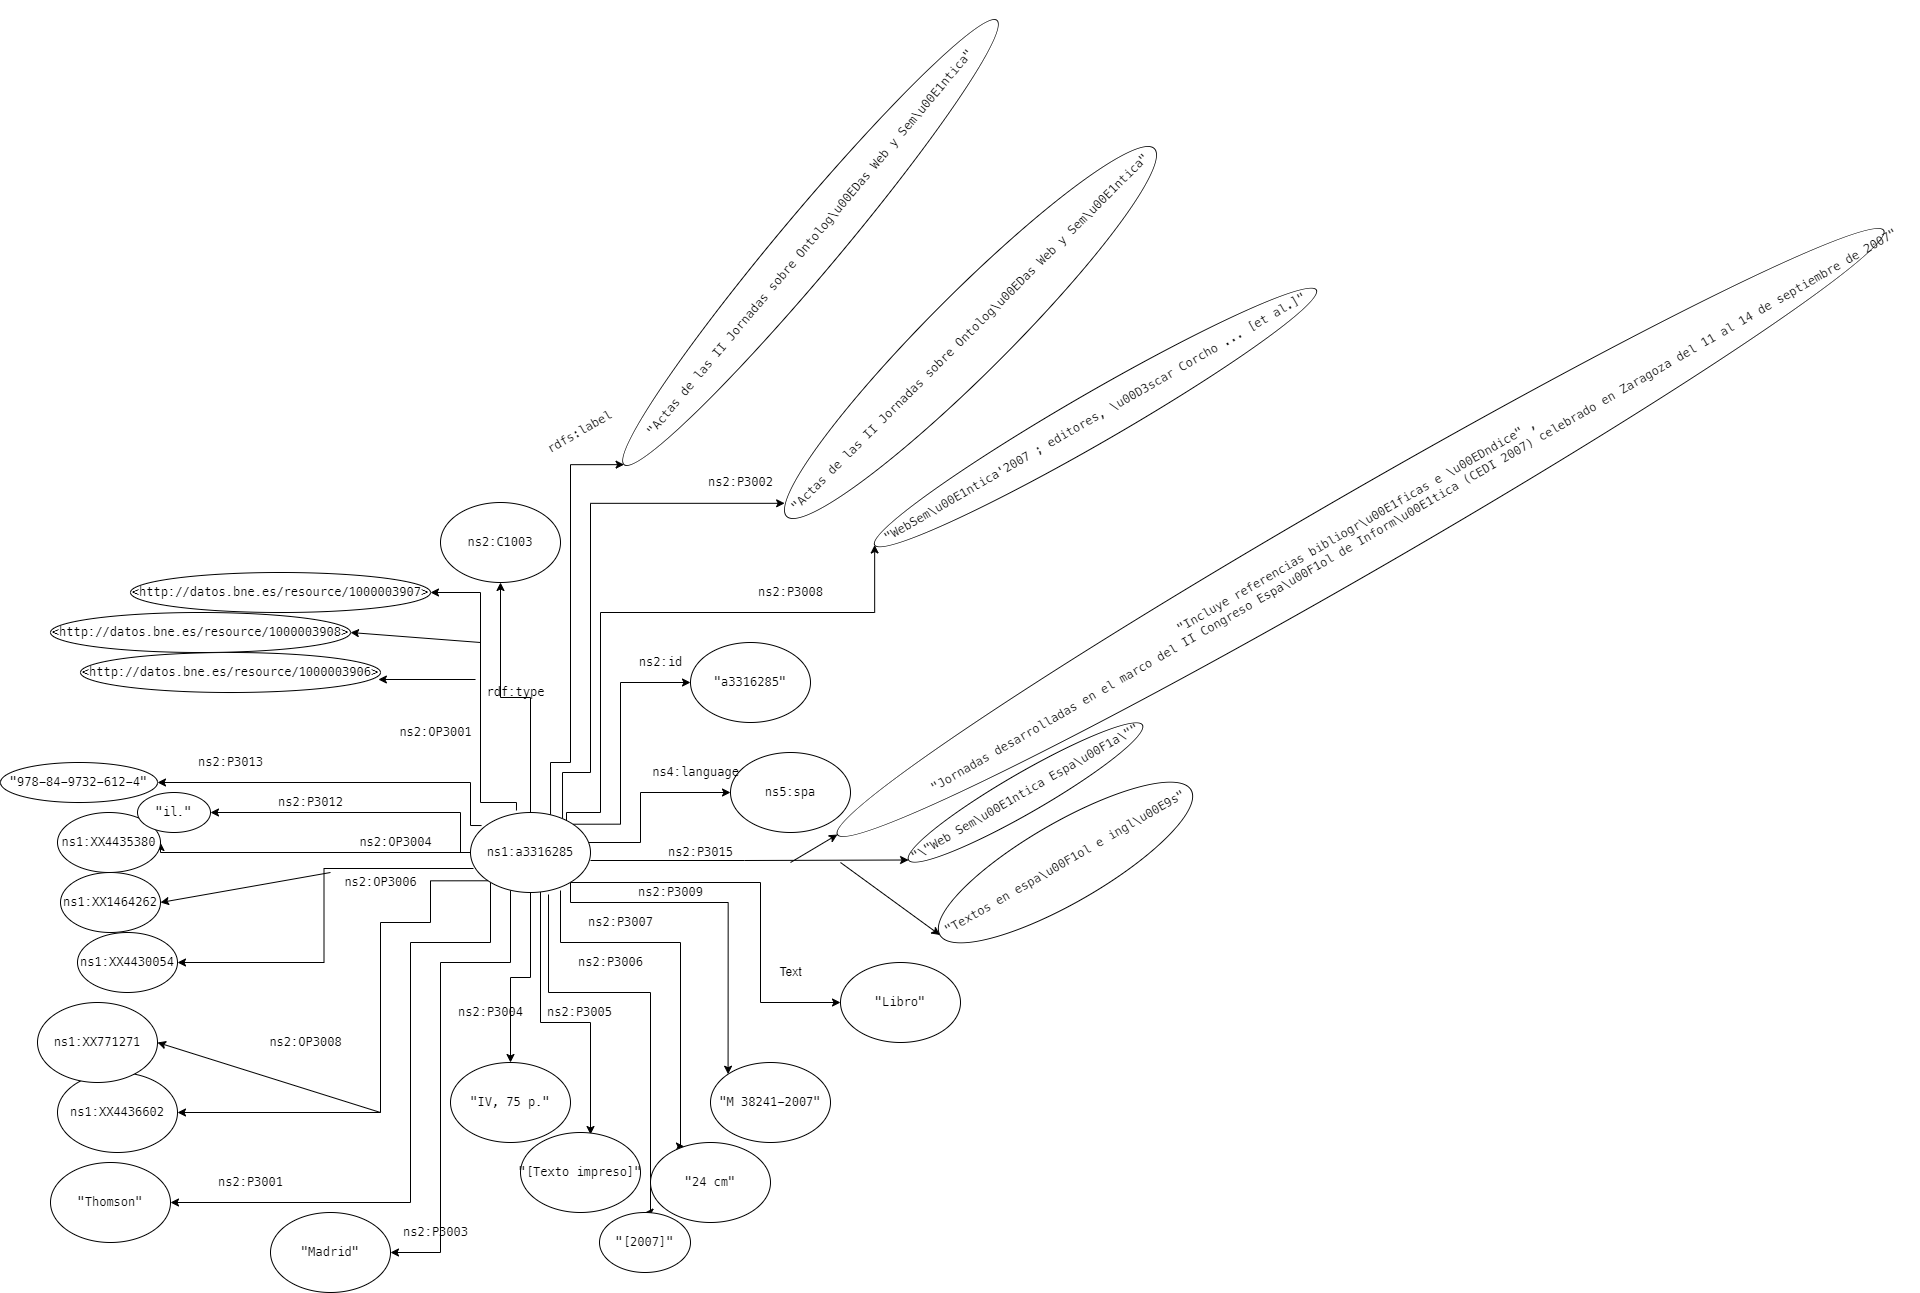 "Actas de las II Jornadas sobre Ontolog\u00EDas Web y Sem\u00E1ntica"
"Actas de las II Jornadas sobre Ontolog\u00EDas Web y Sem\u00E1ntica"
"WebSem\u00E1ntica'2007 ; editores, \u00D3scar Corcho ... [et al.]"
"Incluye referencias bibliogr\u00E1ficas e \u00EDndice" ,
"Jornadas desarrolladas en el marco del II Congreso Espa\u00F1ol de Inform\u00E1tica (CEDI 2007) celebrado en Zaragoza del 11 al 14 de septiembre de 2007"
rdfs:label
ns2:P3002
ns2:C1003
<http://datos.bne.es/resource/1000003907>
ns2:P3008
<http://datos.bne.es/resource/1000003908>
<http://datos.bne.es/resource/1000003906>
ns2:id
"a3316285"
rdf:type
ns2:OP3001
ns2:P3013
"978-84-9732-612-4"
ns4:language
ns5:spa
"\"Web Sem\u00E1ntica Espa\u00F1a\""
"Textos en espa\u00F1ol e ingl\u00E9s"
"il."
ns2:P3012
ns1:XX4435380
ns2:OP3004
ns1:a3316285
ns2:P3015
ns2:OP3006
ns2:P3009
ns1:XX1464262
ns2:P3007
ns1:XX4430054
ns2:P3006
Text
"Libro"
ns2:P3004
ns2:P3005
ns1:XX771271
ns2:OP3008
"IV, 75 p."
"M 38241-2007"
ns1:XX4436602
"[Texto impreso]"
"24 cm"
ns2:P3001
"Thomson"
ns2:P3003
"[2007]"
"Madrid"